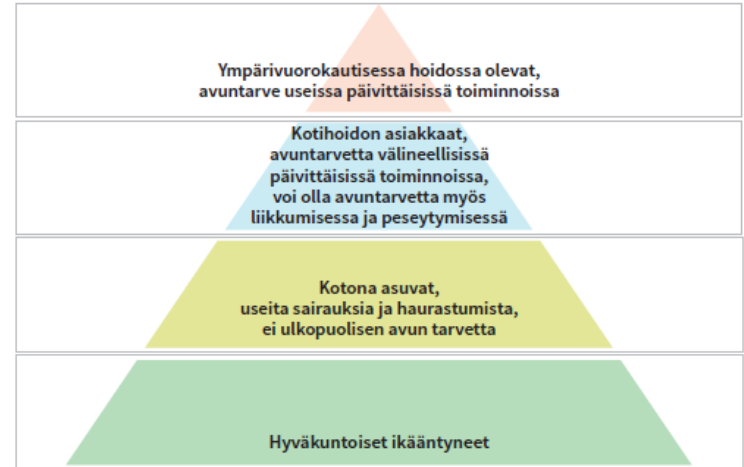 Ympärivuorokautisessa hoidossa olevat,
avuntarve useissa päivittäisissä toiminnoissa
Kotihoidon asiakkaat,
avuntarvetta välineellisissä
päivittäisissä toiminnoissa,
voi olla avuntarvetta myös
liikkumisessa ja peseytymisessä
Kotona asuvat,
useita sairauksia ja haurastumista,
ei ulkopuolisen avun tarvetta
Hyväkuntoiset ikääntyneet